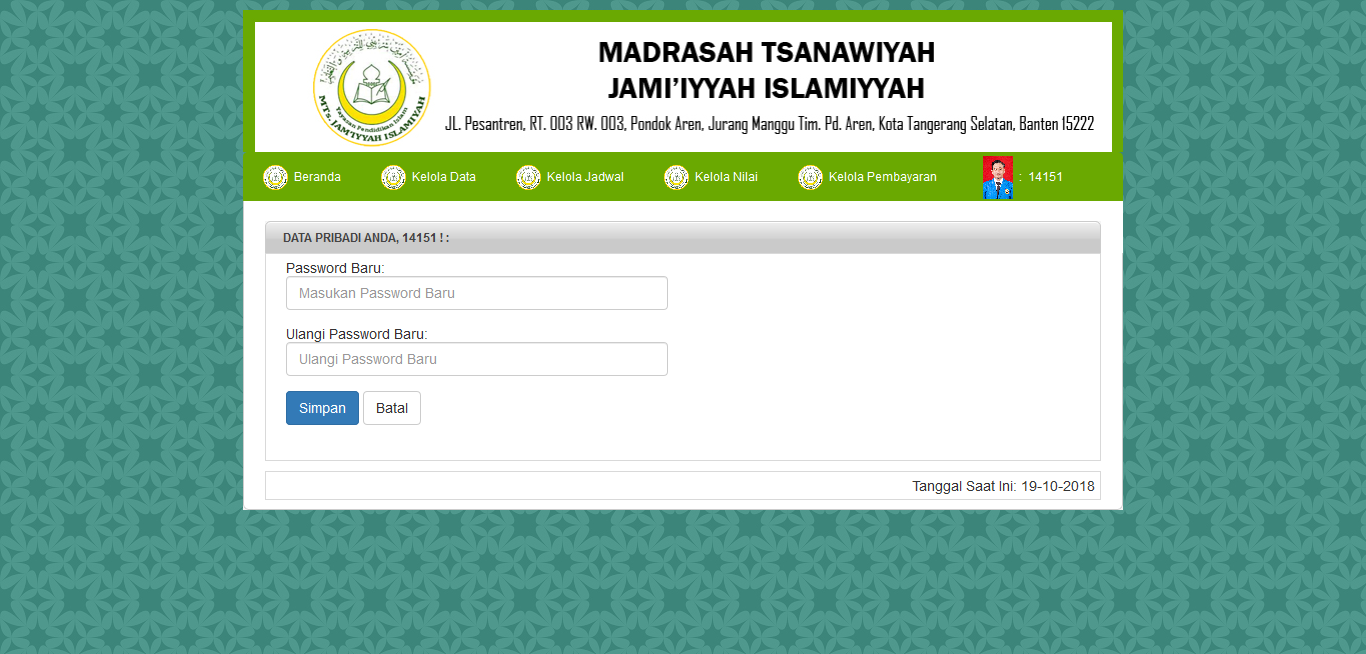 MADRASAH TSANAWIYAH
JAMI'IYYAH ISLAMIYYAH
JL. Pesantren, RT. 003 RW. 003, Pondok Aren, Jurang Manggu Tim. Pd. Aren, Kota Tangerang Selatan, Banten 15222
Yayasan Pendidikan Islam
MTs. JAM'IYYAH ISLAMIYAH
Beranda Kelola Data Kelola Jadwal Kelola Nilai Kelola Pembayaran : 14151
DATA PRIBADI ANDA, 14151 ! :
Password Baru:
Masukan Password Baru
Ulangi Password Baru:
Ulangi Password Baru
Simpan Batal
Tanggal Saat Ini: 19-10-2018